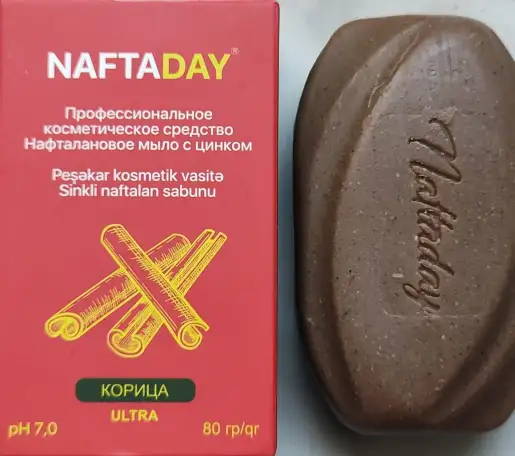 NAFTADAY®
Профессиональное
косметическое средство
Нафталановое мыло с цинком
Peşəkar kosmetik vasitə
Sinkli naftalan sabunu
КОРИЦА
ULTRA
pH 7,0
80 гр/qr
Naftaday